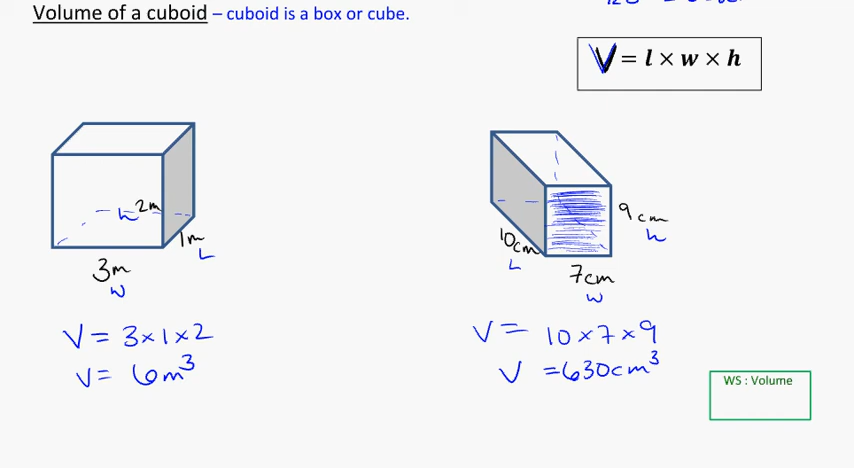 Volume of a cuboid – cuboid is a box or cube.
V = l × w × h
h 2m
1m
L
3m
W
9cm
h
10cm
L
7cm
W
V = 3×1×2
V = 6m³
V = 10×7×9
V = 630cm³
WS : Volume